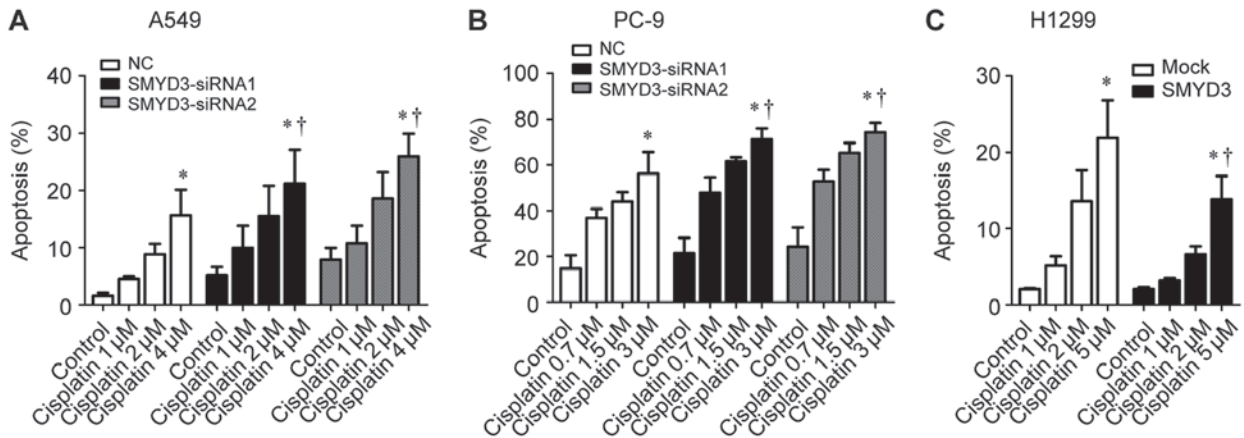 A
A549
NC
SMYD3-siRNA1
SMYD3-siRNA2
Apoptosis (%)
40
30
20
10
0
* 
* †
* †
Control
Cisplatin 1 μM
Cisplatin 2 μM
Cisplatin 4 μM
Control
Cisplatin 1 μM
Cisplatin 2 μM
Cisplatin 4 μM
Control
Cisplatin 1 μM
Cisplatin 2 μM
Cisplatin 4 μM
B
PC-9
NC
SMYD3-siRNA1
SMYD3-siRNA2
Apoptosis (%)
100
80
60
40
20
0
*
* †
* †
Control
Cisplatin 0.7 μM
Cisplatin 1.5 μM
Cisplatin 3 μM
Control
Cisplatin 0.7 μM
Cisplatin 1.5 μM
Cisplatin 3 μM
Control
Cisplatin 0.7 μM
Cisplatin 1.5 μM
Cisplatin 3 μM
C
H1299
Mock
SMYD3
Apoptosis (%)
30
20
10
0
*
* †
Control
Cisplatin 1 μM
Cisplatin 2 μM
Cisplatin 5 μM
Control
Cisplatin 1 μM
Cisplatin 2 μM
Cisplatin 5 μM